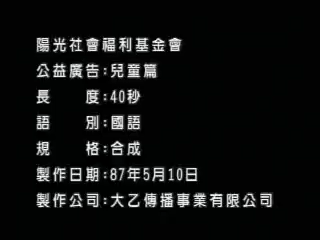 陽光社會福利基金會
公益廣告:兒童篇
長　　度:40秒
語　　別:國語
規　　格:合成
製作日期:87年5月10日
製作公司:大乙傳播事業有限公司